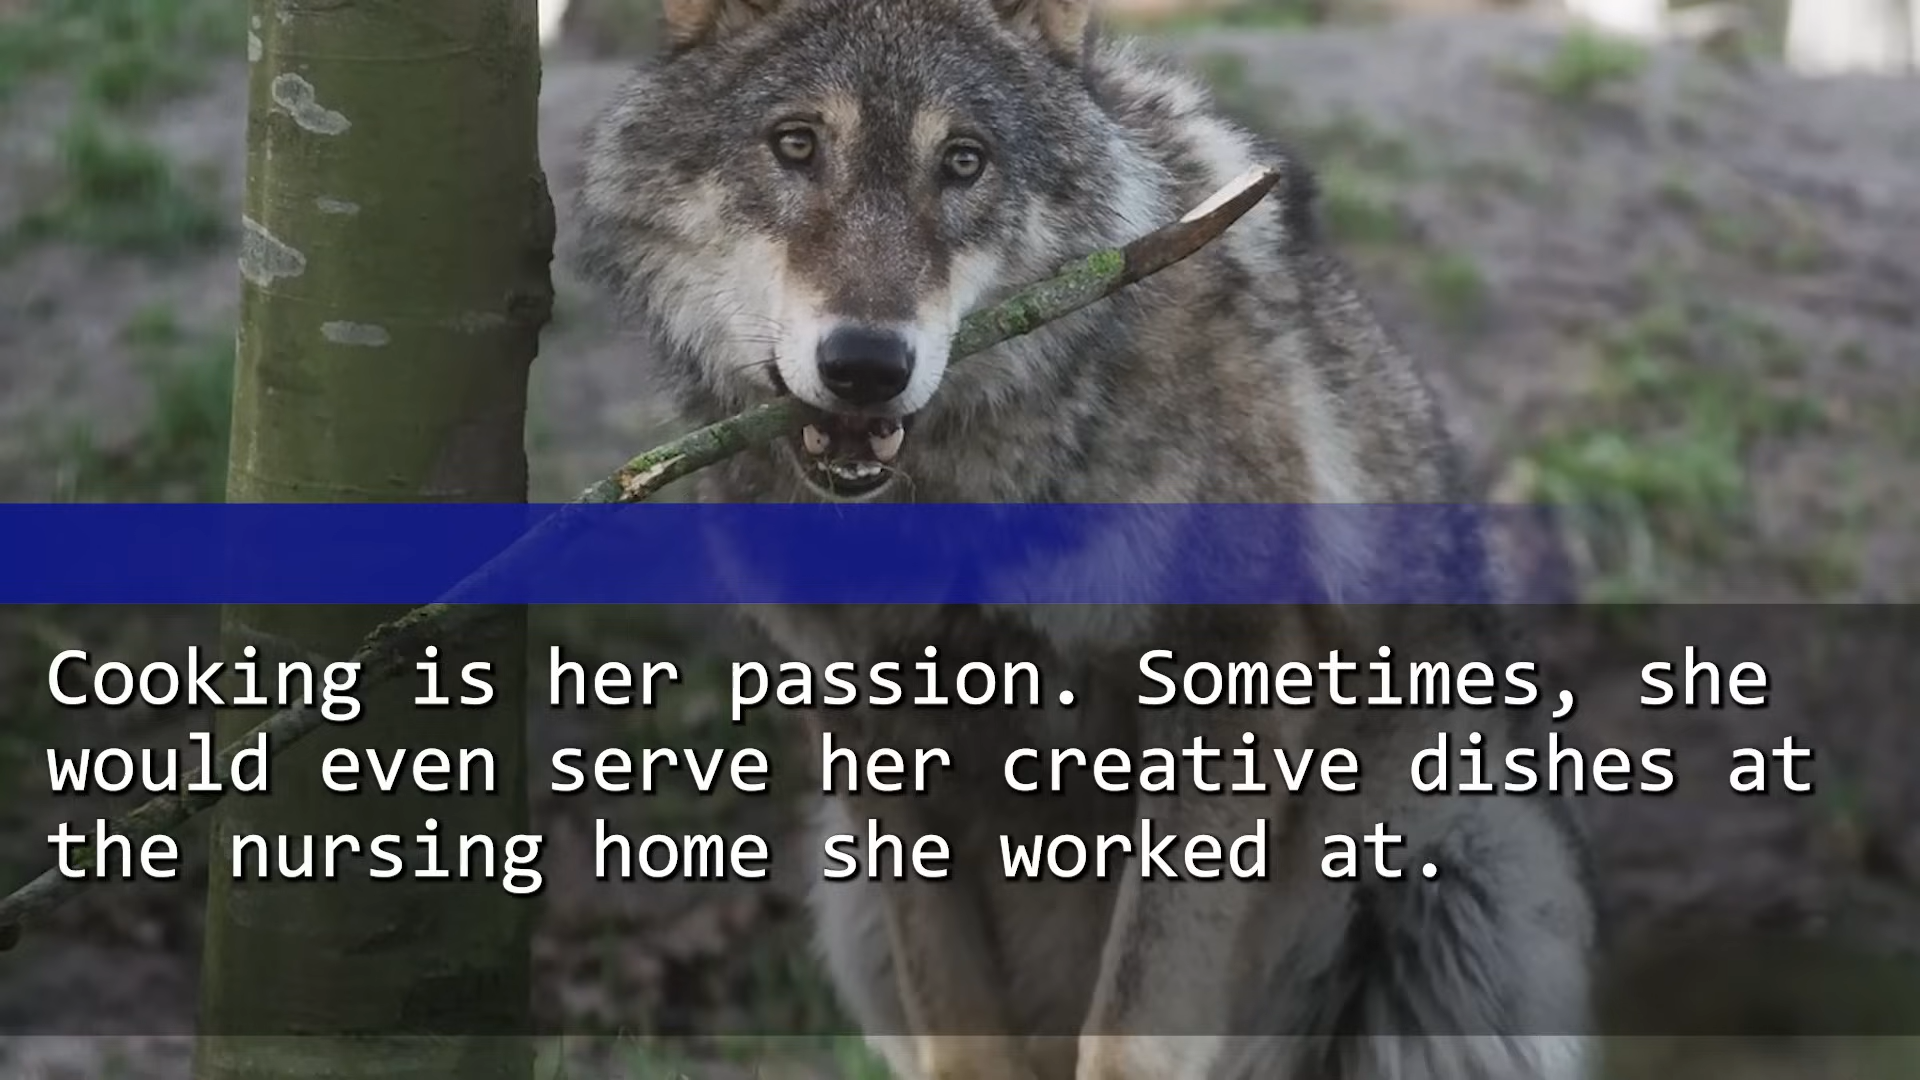 Cooking is her passion. Sometimes, she
would even serve her creative dishes at
the nursing home she worked at.